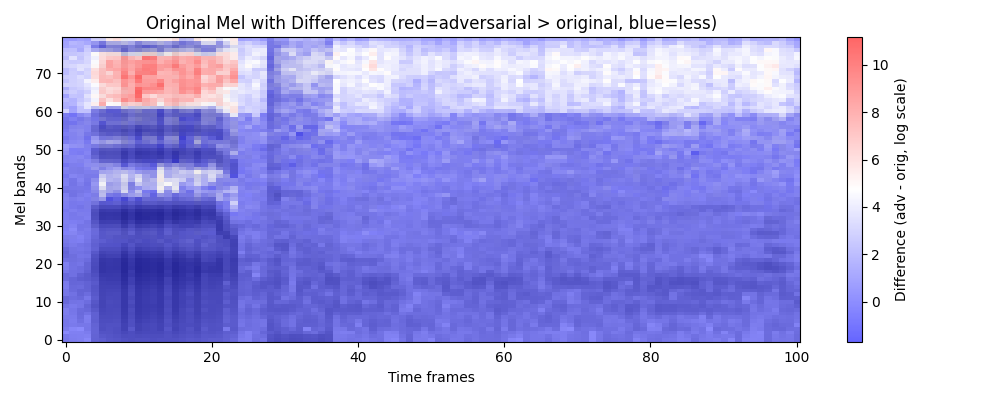 Original Mel with Differences (red=adversarial > original, blue=less)
Mel bands
70
60
50
40
30
20
10
0
0 20 40 60 80 100
Time frames
10
8
6
4
2
0
Difference (adv - orig, log scale)